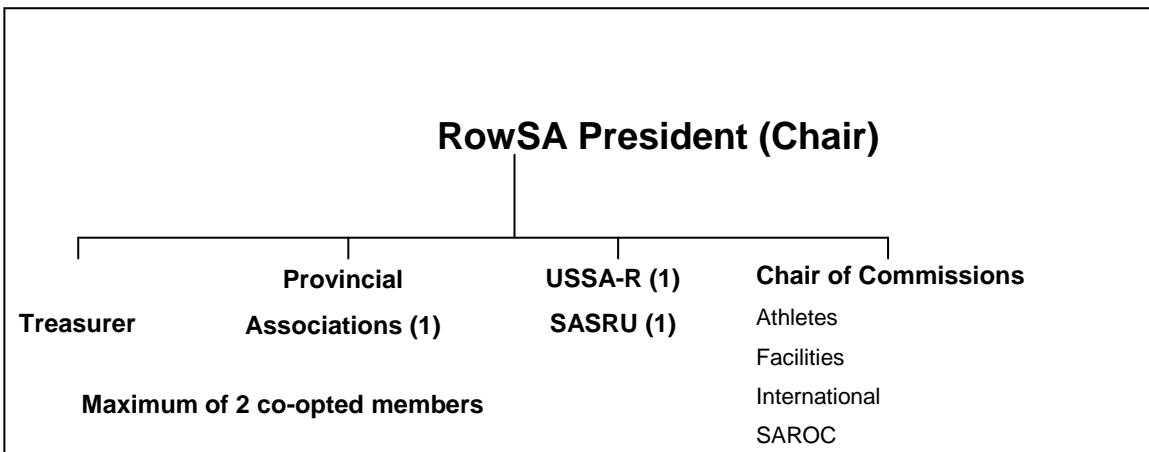 RowSA President (Chair)
Treasurer
Provincial
Associations (1)
USSA-R (1)
SASRU (1)
Chair of Commissions
Athletes
Facilities
International
SAROC
Maximum of 2 co-opted members